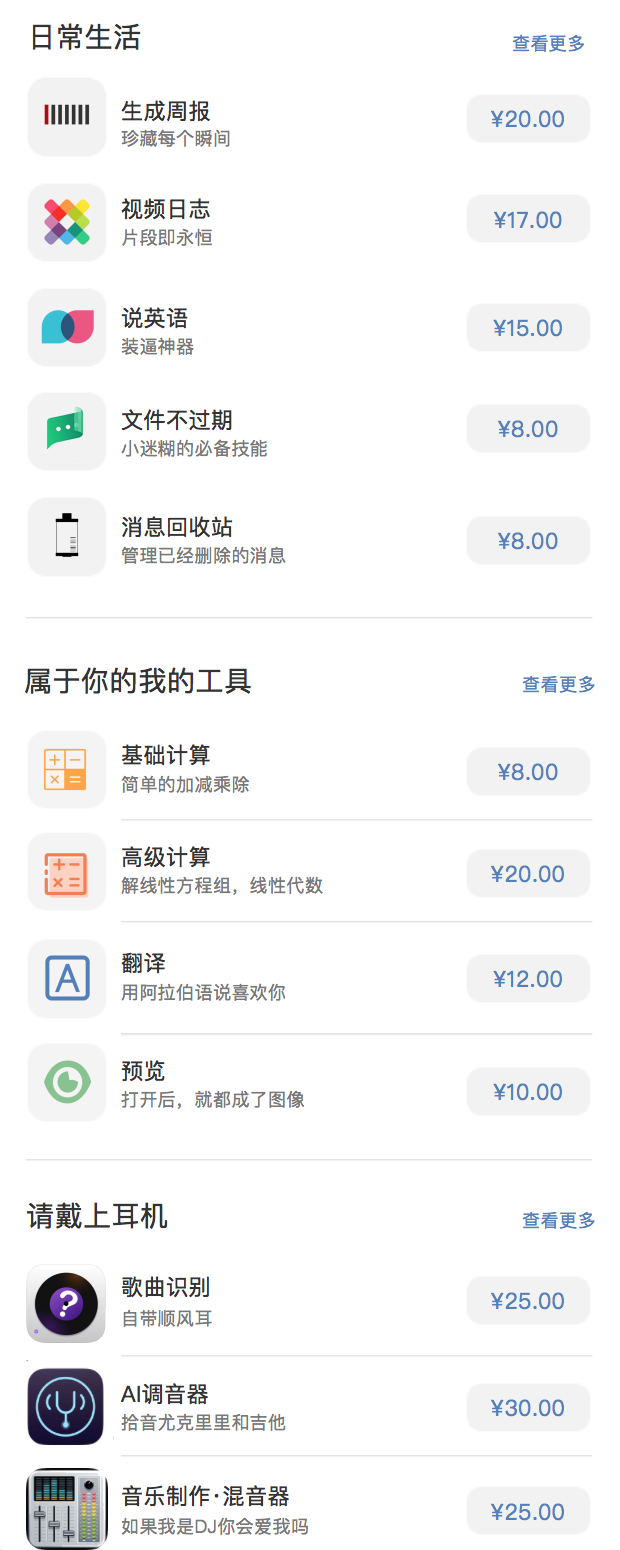 日常生活
查看更多
生成周报
珍藏每个瞬间
¥20.00
视频日志
片段即永恒
¥17.00
说英语
装逼神器
¥15.00
文件不过期
小迷糊的必备技能
¥8.00
消息回收站
管理已经删除的消息
¥8.00
属于你的我的工具
查看更多
基础计算
简单的加减乘除
¥8.00
高级计算
解线性方程组，线性代数
¥20.00
A
翻译
用阿拉伯语说喜欢你
¥12.00
预览
打开后，就都成了图像
¥10.00
请戴上耳机
查看更多
?
歌曲识别
自带顺风耳
¥25.00
AI调音器
拾音尤克里里和吉他
¥30.00
音乐制作·混音器
如果我是DJ你会爱我吗
¥25.00